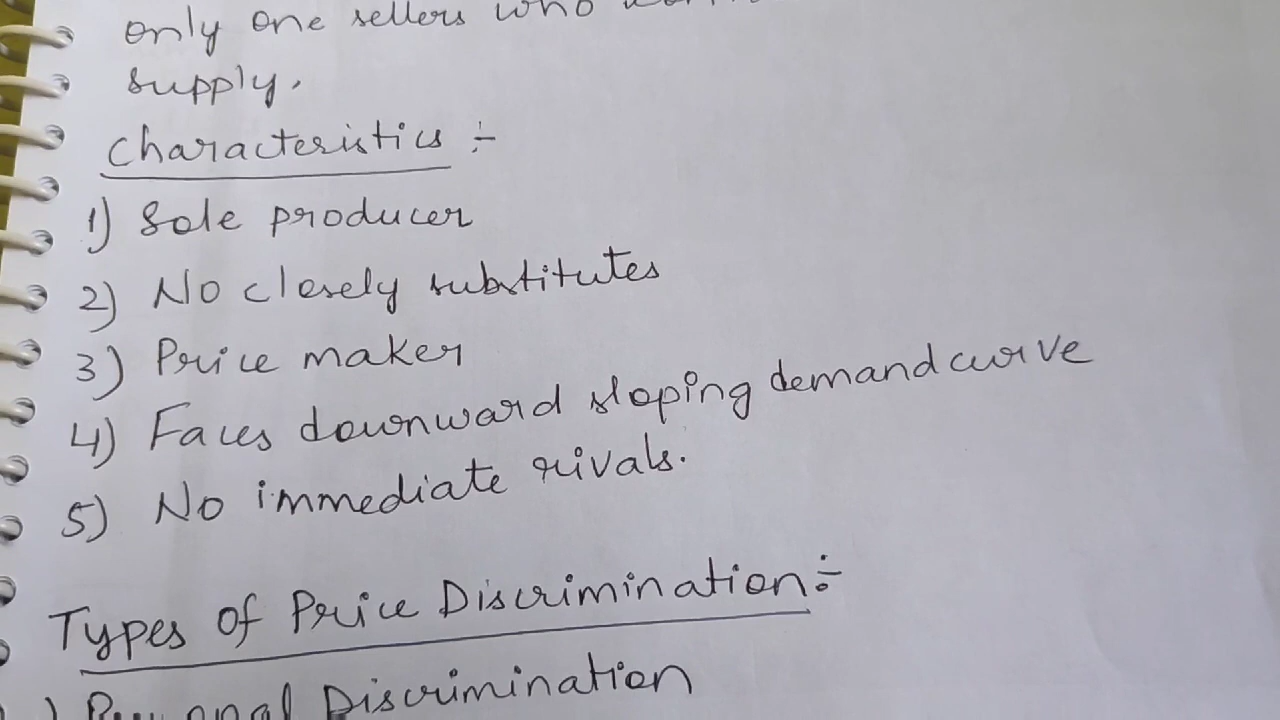 only one sellers who
supply.
Characteristics :-
1) Sole producer
2) No closely substitutes
3) Price maker
4) Faces downward sloping demand curve
5) No immediate rivals.
Types of Price Discrimination :-
) Personal Discrimination